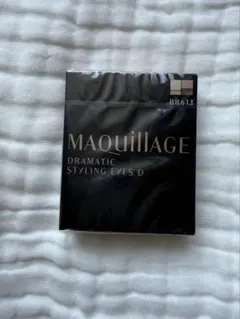 BR613
MAQuillAGE
DRAMATIC
STYLING EYES D